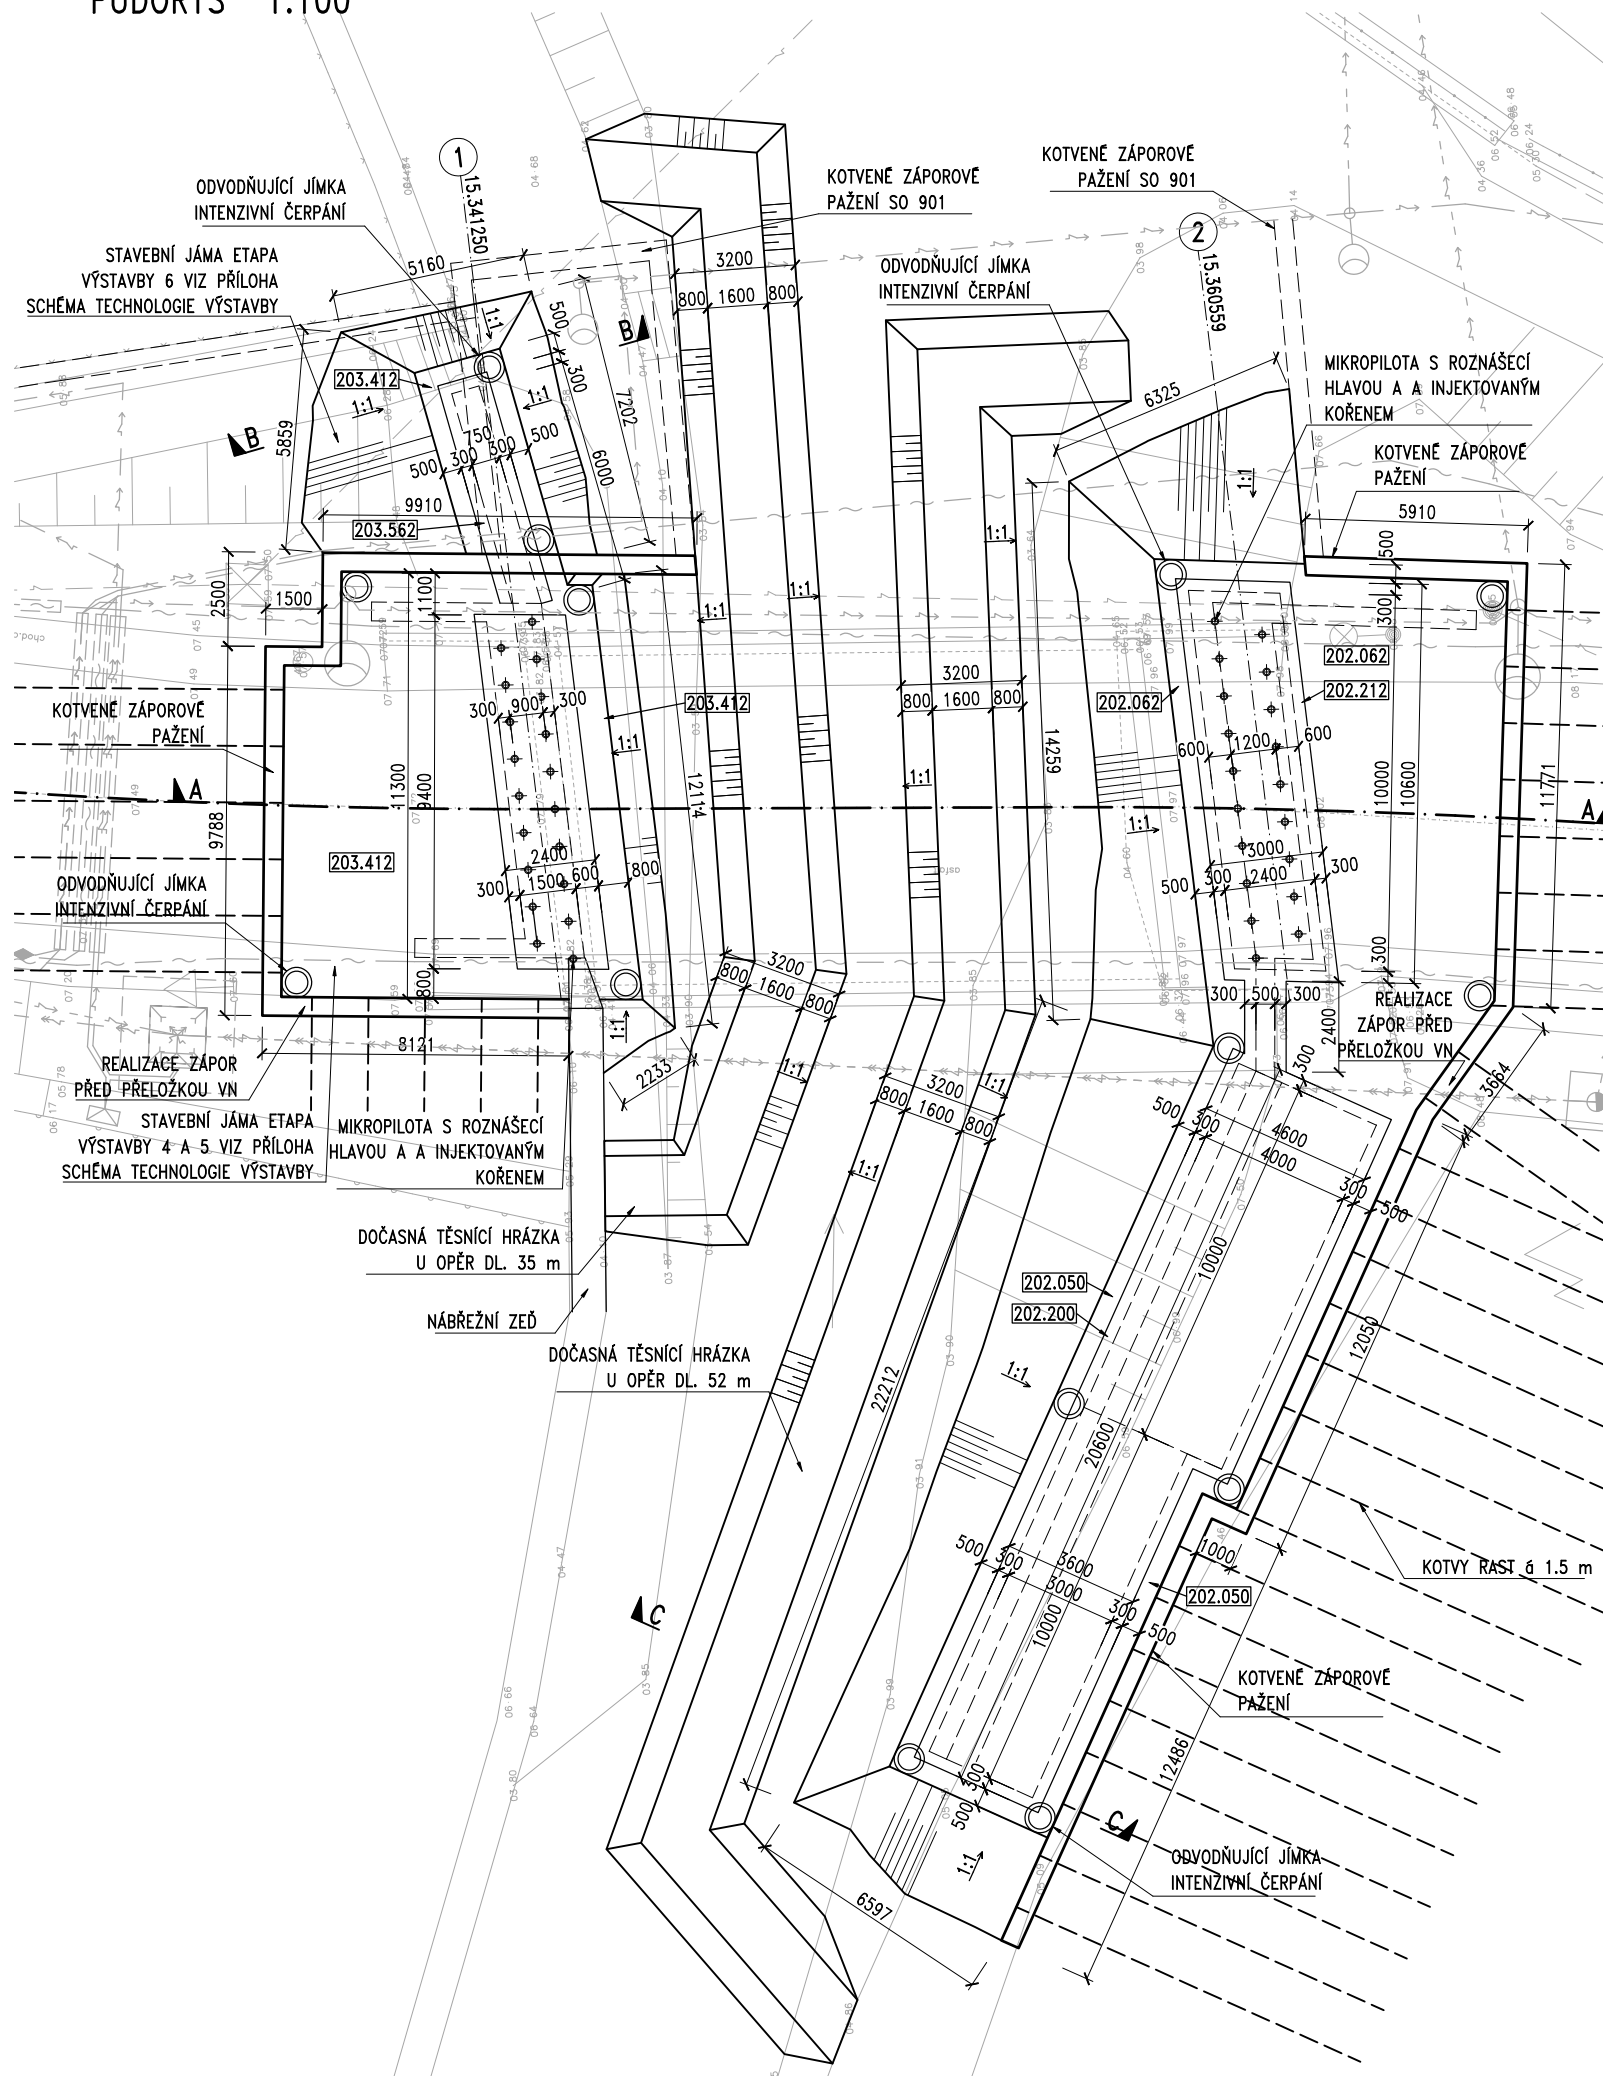 PŮDORYS 1:100
1
15.341250
ODVODŇUJÍCÍ JÍMKA
INTENZIVNÍ ČERPÁNÍ
STAVEBNÍ JÁMA ETAPA
VÝSTAVBY 6 VIZ PŘÍLOHA
SCHÉMA TECHNOLOGIE VÝSTAVBY
KOTVENÉ ZÁPOROVÉ
PAŽENÍ SO 901
KOTVENÉ ZÁPOROVÉ
PAŽENÍ SO 901
2
15.360559
ODVODŇUJÍCÍ JÍMKA
INTENZIVNÍ ČERPÁNÍ
MIKROPILOTA S ROZNÁŠECÍ
HLAVOU A A INJEKTOVANÝM
KOŘENEM
KOTVENÉ ZÁPOROVÉ
PAŽENÍ
5160
3200
800 1600 800
500
300
7202
6000
B
B
203.412
1:1
1:1
1:1
5859
750
500 300 300 500
9910
203.562
6325
1:1
5910
500
300
2500
1500
1100
1:1
1:1
1:1
3200
800 1600 800
202.062
202.212
202.062
300 900 300
203.412
1:1
KOTVENÉ ZÁPOROVÉ
PAŽENÍ
A
9788
11300
9400
12114
14259
1:1
1:1
600 1200 600
10000
10600
11771
A
203.412
2400
300 1500 600 800
3000
500 300 2400 300
ODVODŇUJÍCÍ JÍMKA
INTENZIVNÍ ČERPÁNÍ
800
3200
800 1600 800
300 500 300
300
2400
300
REALIZACE
ZÁPOR PŘED
PŘELOŽKOU VN
REALIZACE ZÁPOR
PŘED PŘELOŽKOU VN
8121
1:1
2233
1:1
3664
STAVEBNÍ JÁMA ETAPA
VÝSTAVBY 4 A 5 VIZ PŘÍLOHA
SCHÉMA TECHNOLOGIE VÝSTAVBY
MIKROPILOTA S ROZNÁŠECÍ
HLAVOU A A INJEKTOVANÝM
KOŘENEM
3200
800 1600 800
1:1
1:1
500 300 4600
4000
300 500
DOČASNÁ TĚSNÍCÍ HRÁZKA
U OPĚR DL. 35 m
NÁBŘEŽNÍ ZEĎ
DOČASNÁ TĚSNÍCÍ HRÁZKA
U OPĚR DL. 52 m
202.050
202.200
10000
12050
1:1
22212
20600
500 300 3600
3000
300 500
1000
10000
202.050
KOTVY RAST á 1.5 m
C
KOTVENÉ ZÁPOROVÉ
PAŽENÍ
12486
300
500
C
1:1
6597
ODVODŇUJÍCÍ JÍMKA
INTENZIVNÍ ČERPÁNÍ